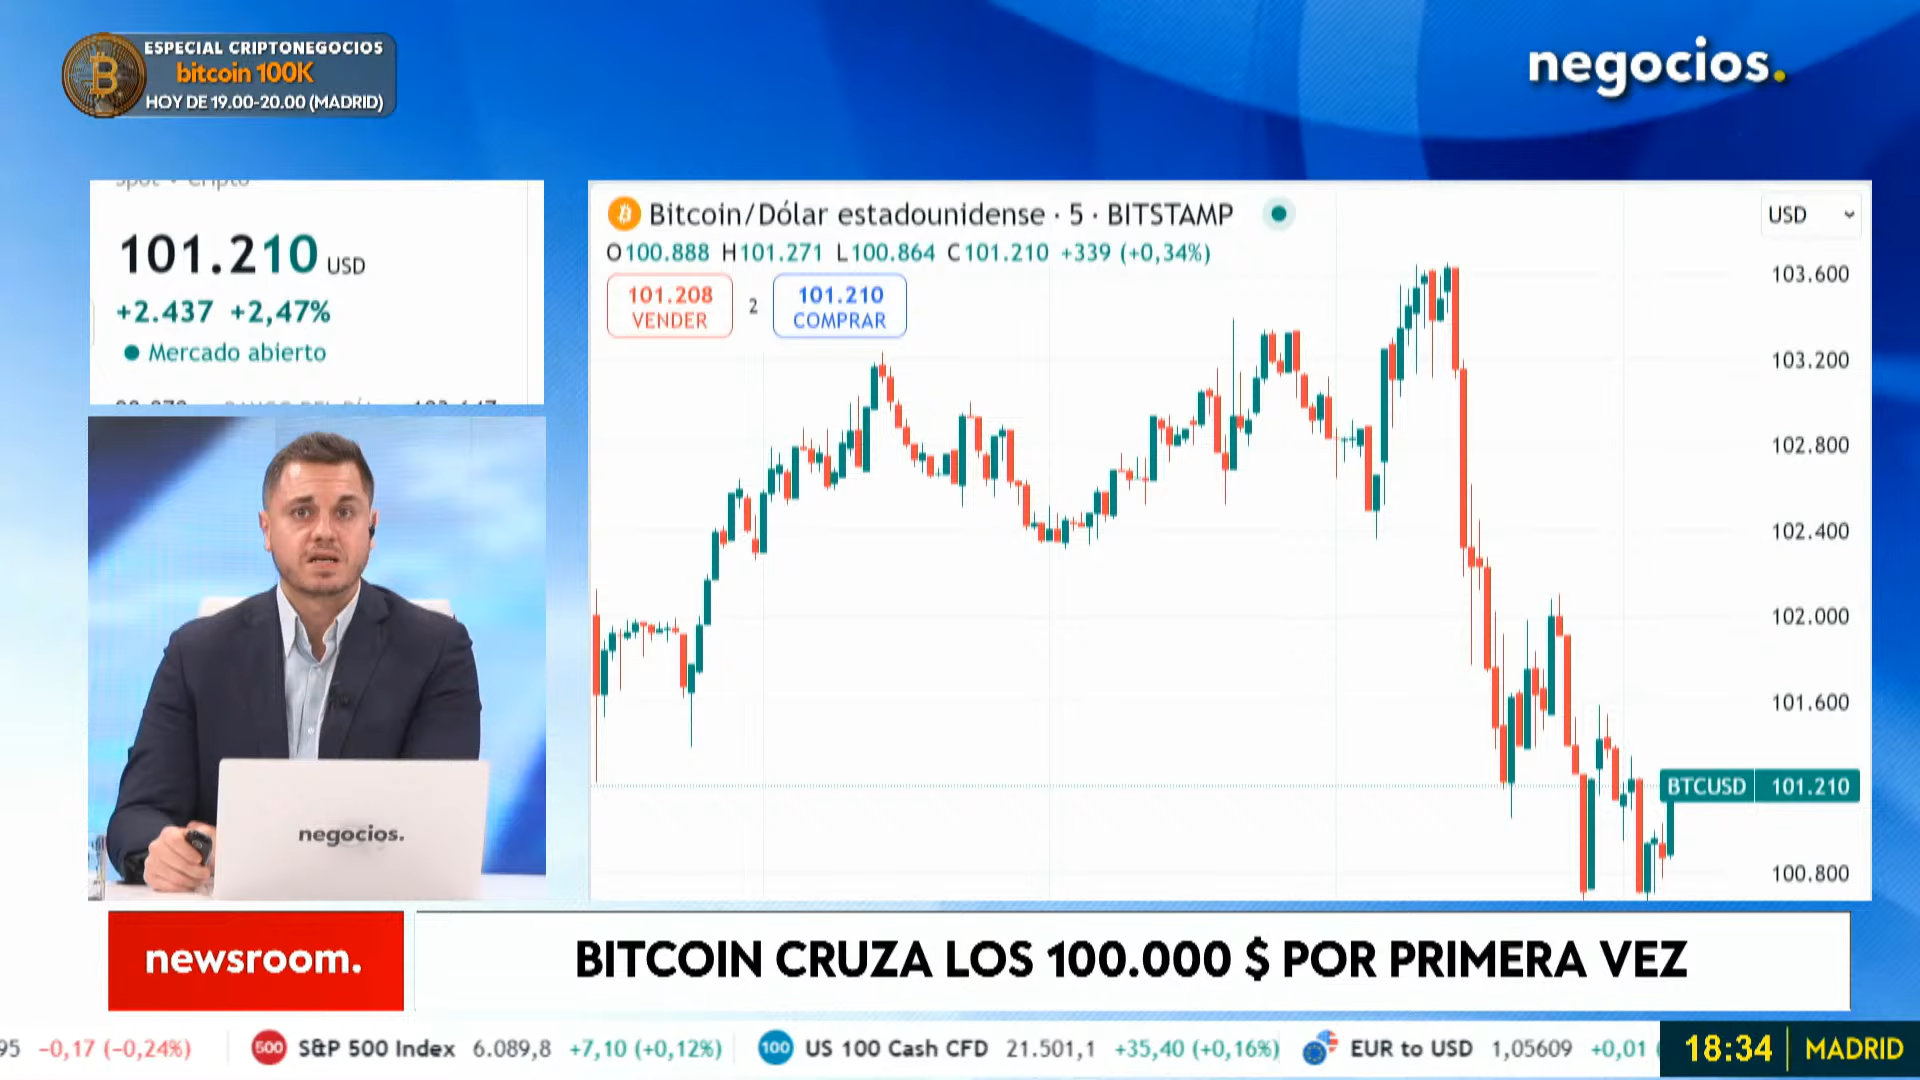 ESPECIAL CRIPTONEGOCIOS
bitcoin 100K
HOY DE 19.00-20.00 (MADRID)
negocios.
101.210 USD
+2.437 +2,47%
Mercado abierto
Bitcoin/Dólar estadounidense · 5 · BITSTAMP
O100.888 H101.271 L100.864 C101.210 +339 (+0,34%)
101.208
VENDER
2
101.210
COMPRAR
USD
103.600
103.200
102.800
102.400
102.000
101.600
BTCUSD 101.210
100.800
negocios.
newsroom.
BITCOIN CRUZA LOS 100.000 $ POR PRIMERA VEZ
95 −0,17 (−0,24%)
500 S&P 500 Index 6.089,8 +7,10 (+0,12%)
100 US 100 Cash CFD 21.501,1 +35,40 (+0,16%)
EUR to USD 1,05609 +0,01
18:34 MADRID